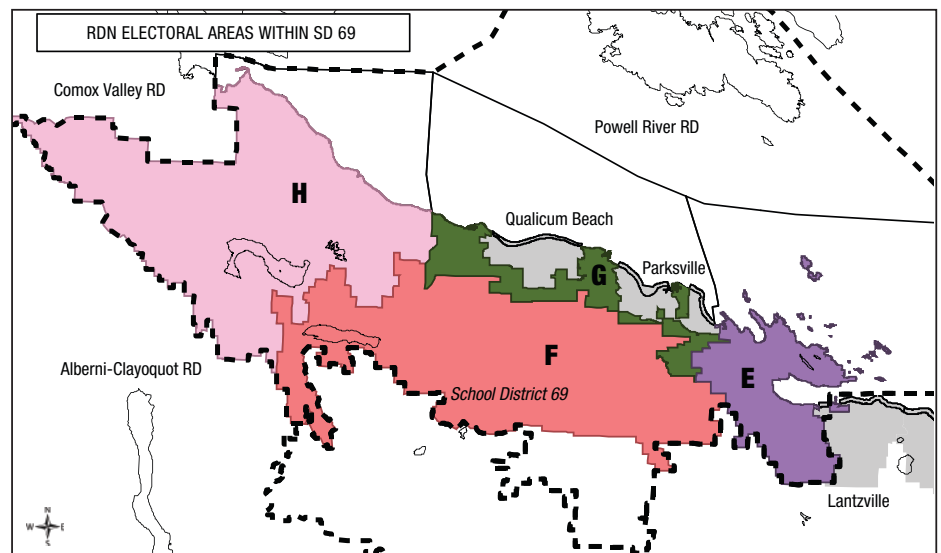 RDN ELECTORAL AREAS WITHIN SD 69
Comox Valley RD
Powell River RD
H
Qualicum Beach
G
Parksville
F
E
Alberni-Clayoquot RD
School District 69
Lantzville
N
W E
S